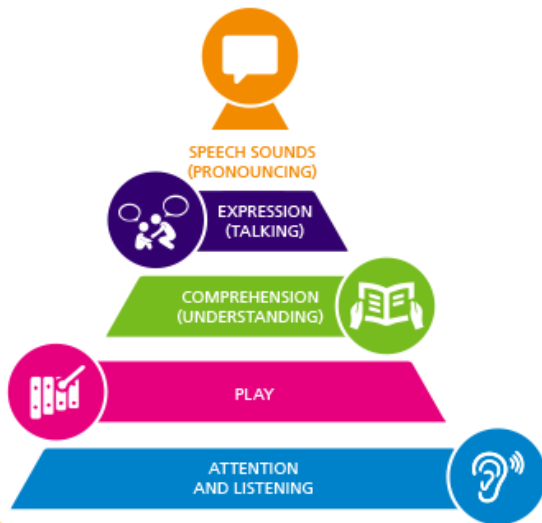 SPEECH SOUNDS
(PRONOUNCING)
EXPRESSION
(TALKING)
COMPREHENSION
(UNDERSTANDING)
PLAY
ATTENTION
AND LISTENING